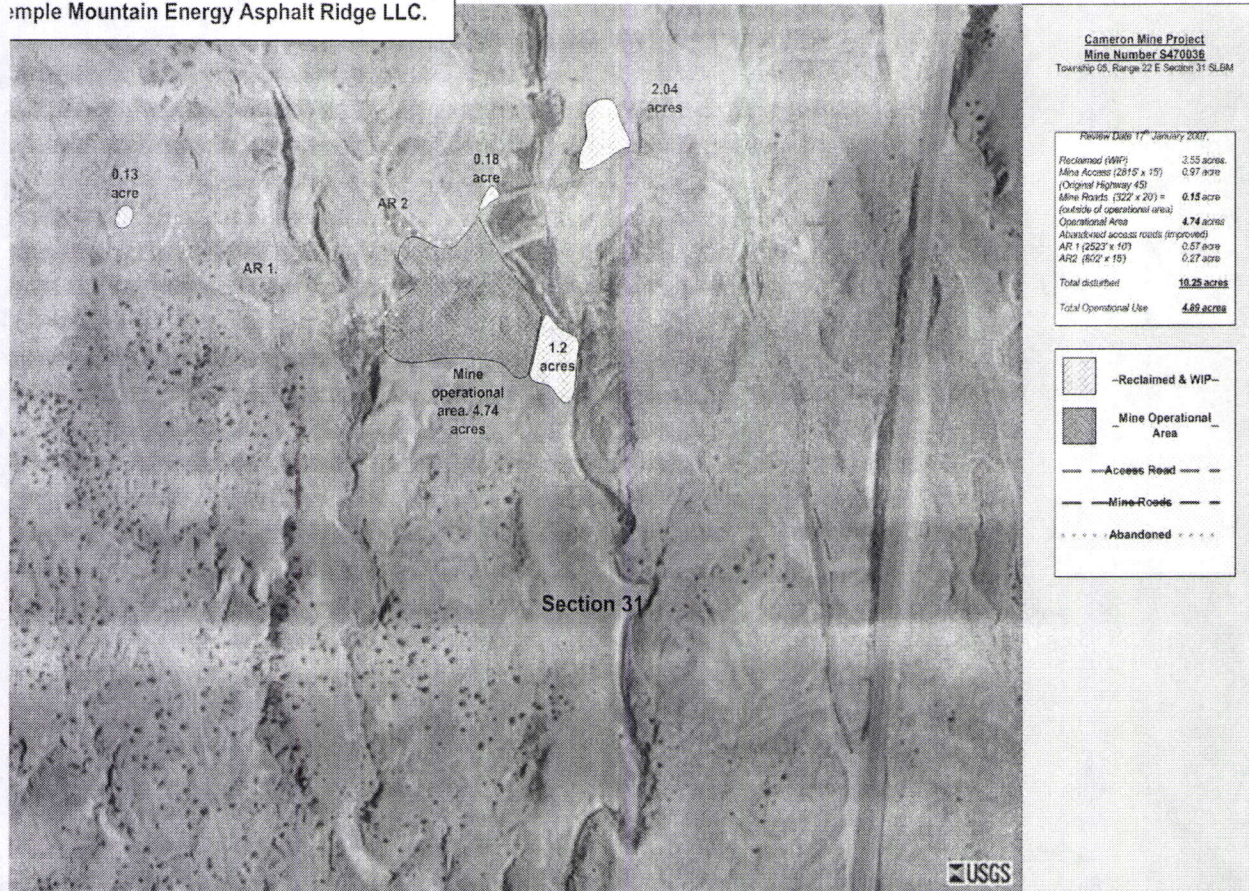 emple Mountain Energy Asphalt Ridge LLC.
Cameron Mine Project
Mine Number S470036
Township 05, Range 22 E Section 31 SLBM
Review Date 17th January 2007.
Reclaimed (WIP) 3.55 acres.
Mine Access (2815' x 15') 0.97 acre
(Original Highway 45)
Mine Roads (322' x 20') = 0.15 acre
(outside of operational area)
Operational Area 4.74 acres
Abandoned access roads (improved)
AR 1 (2523' x 10') 0.57 acre
AR2 (802' x 15') 0.27 acre
Total disturbed 10.25 acres
Total Operational Use 4.89 acres
Reclaimed & WIP
Mine Operational
Area
Access Road
Mine Roads
Abandoned
2.04
acres
0.18
acre
0.13
acre
AR 2
AR 1.
1.2
acres
Mine
operational
area. 4.74
acres
Section 31
USGS